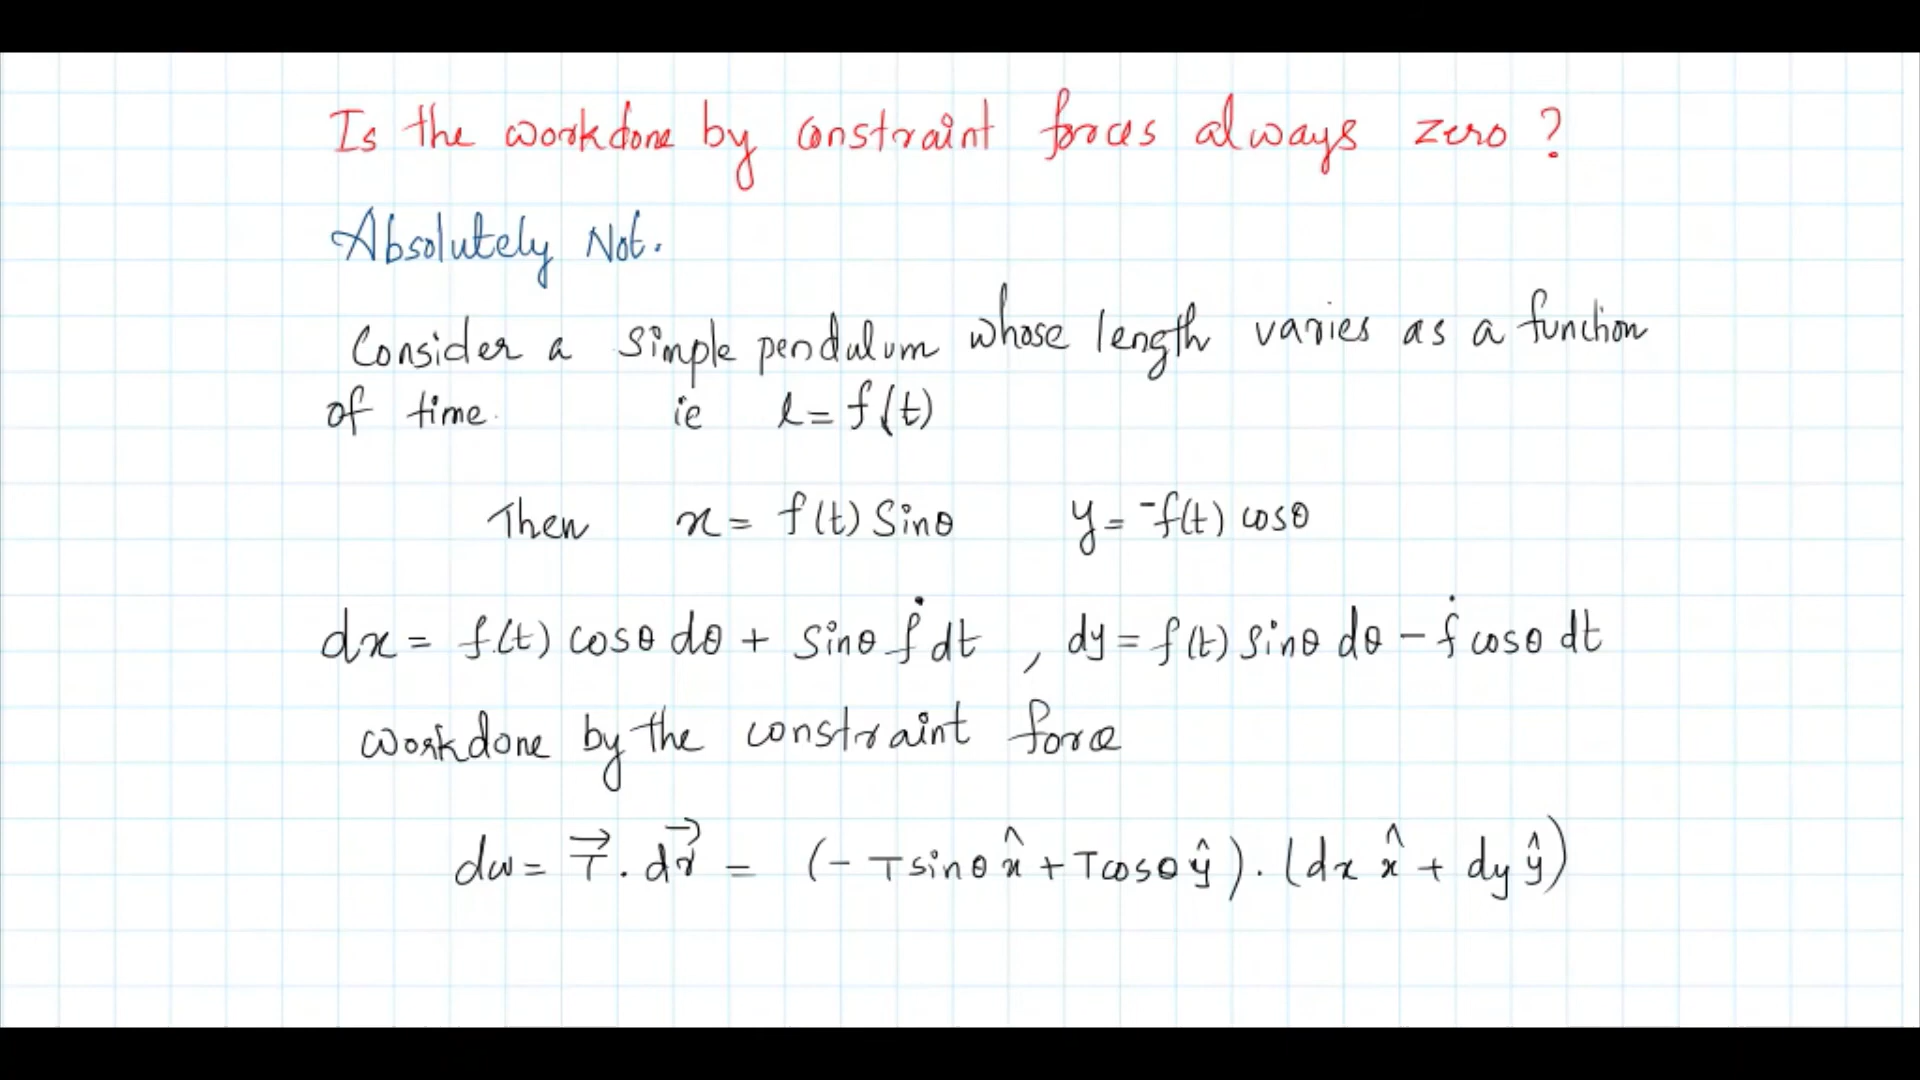 Is the workdone by constraint forces always zero ?
Absolutely Not.
Consider a simple pendulum whose length varies as a function
of time. ie l = f(t)
Then x = f(t) Sinθ y = -f(t) cosθ
dx = f(t) cosθ dθ + sinθ ḟ dt , dy = f(t) sinθ dθ - ḟ cosθ dt
workdone by the constraint force
dw = T⃗ . dr⃗ = (- T sinθ x̂ + T cosθ ŷ ) . (dx x̂ + dy ŷ)